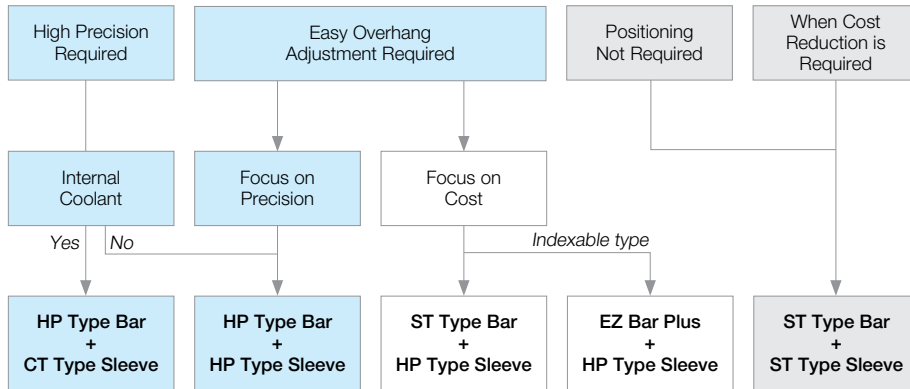 High Precision
Required
Easy Overhang
Adjustment Required
Positioning
Not Required
When Cost
Reduction is
Required
Internal
Coolant
Focus on
Precision
Focus on
Cost
Yes
No
Indexable type
HP Type Bar
+
CT Type Sleeve
HP Type Bar
+
HP Type Sleeve
ST Type Bar
+
HP Type Sleeve
EZ Bar Plus
+
HP Type Sleeve
ST Type Bar
+
ST Type Sleeve